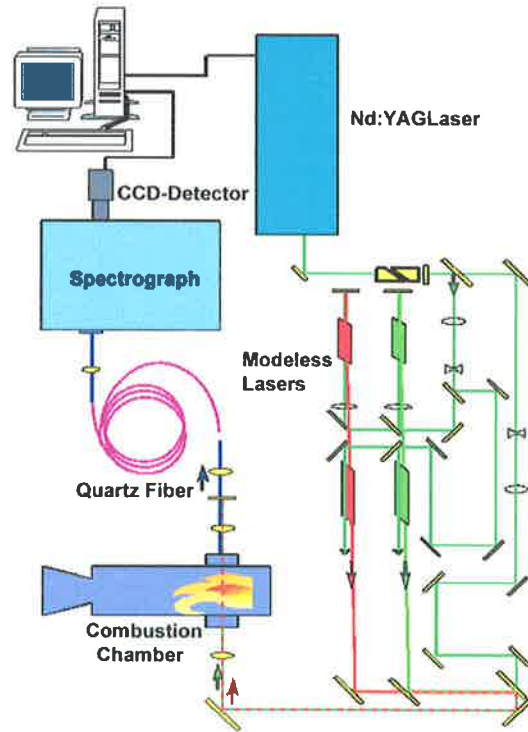 Nd:YAGLaser
CCD-Detector
Spectrograph
Modeless
Lasers
Quartz Fiber
Combustion
Chamber